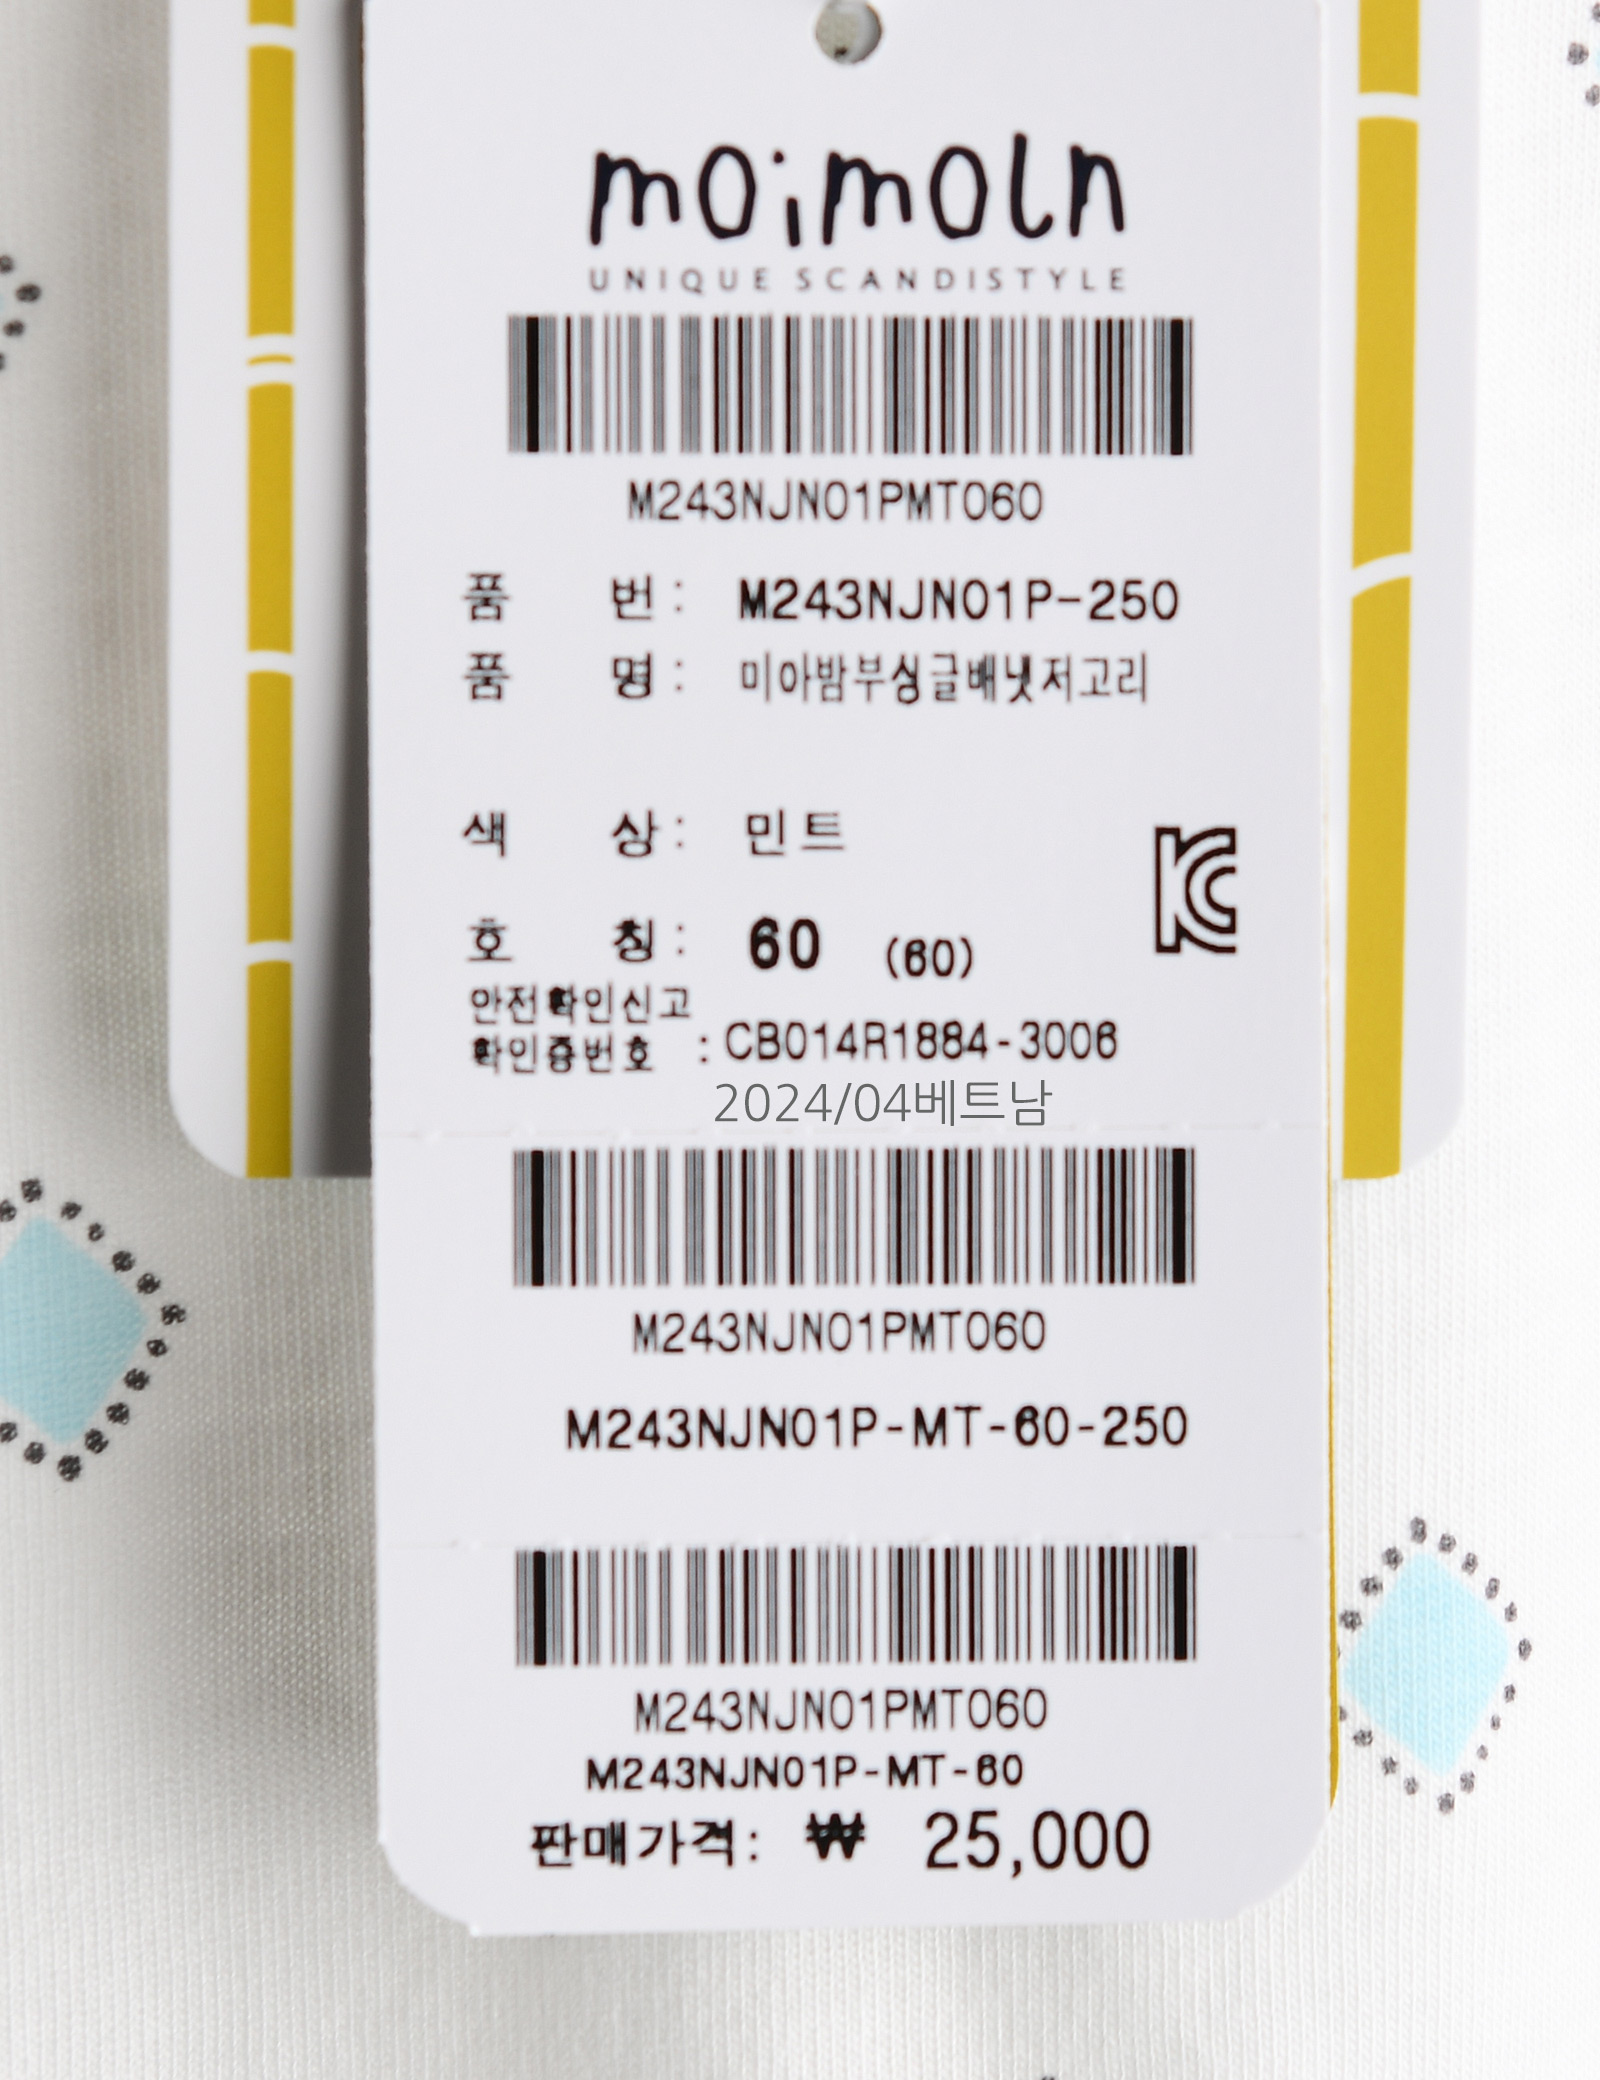 moimoln
UNIQUE SCANDISTYLE
M243NJN01PMT060
품 번 : M243NJN01P-250
품 명 : 미아밤부싱글배냇저고리
색 상 : 민트
호 칭 : 60 (60)
안전확인신고
확인증번호 : CB014R1884-3006
2024/04베트남
M243NJN01PMT060
M243NJN01P-MT-60-250
M243NJN01PMT060
M243NJN01P-MT-60
판매가격: ₩ 25,000